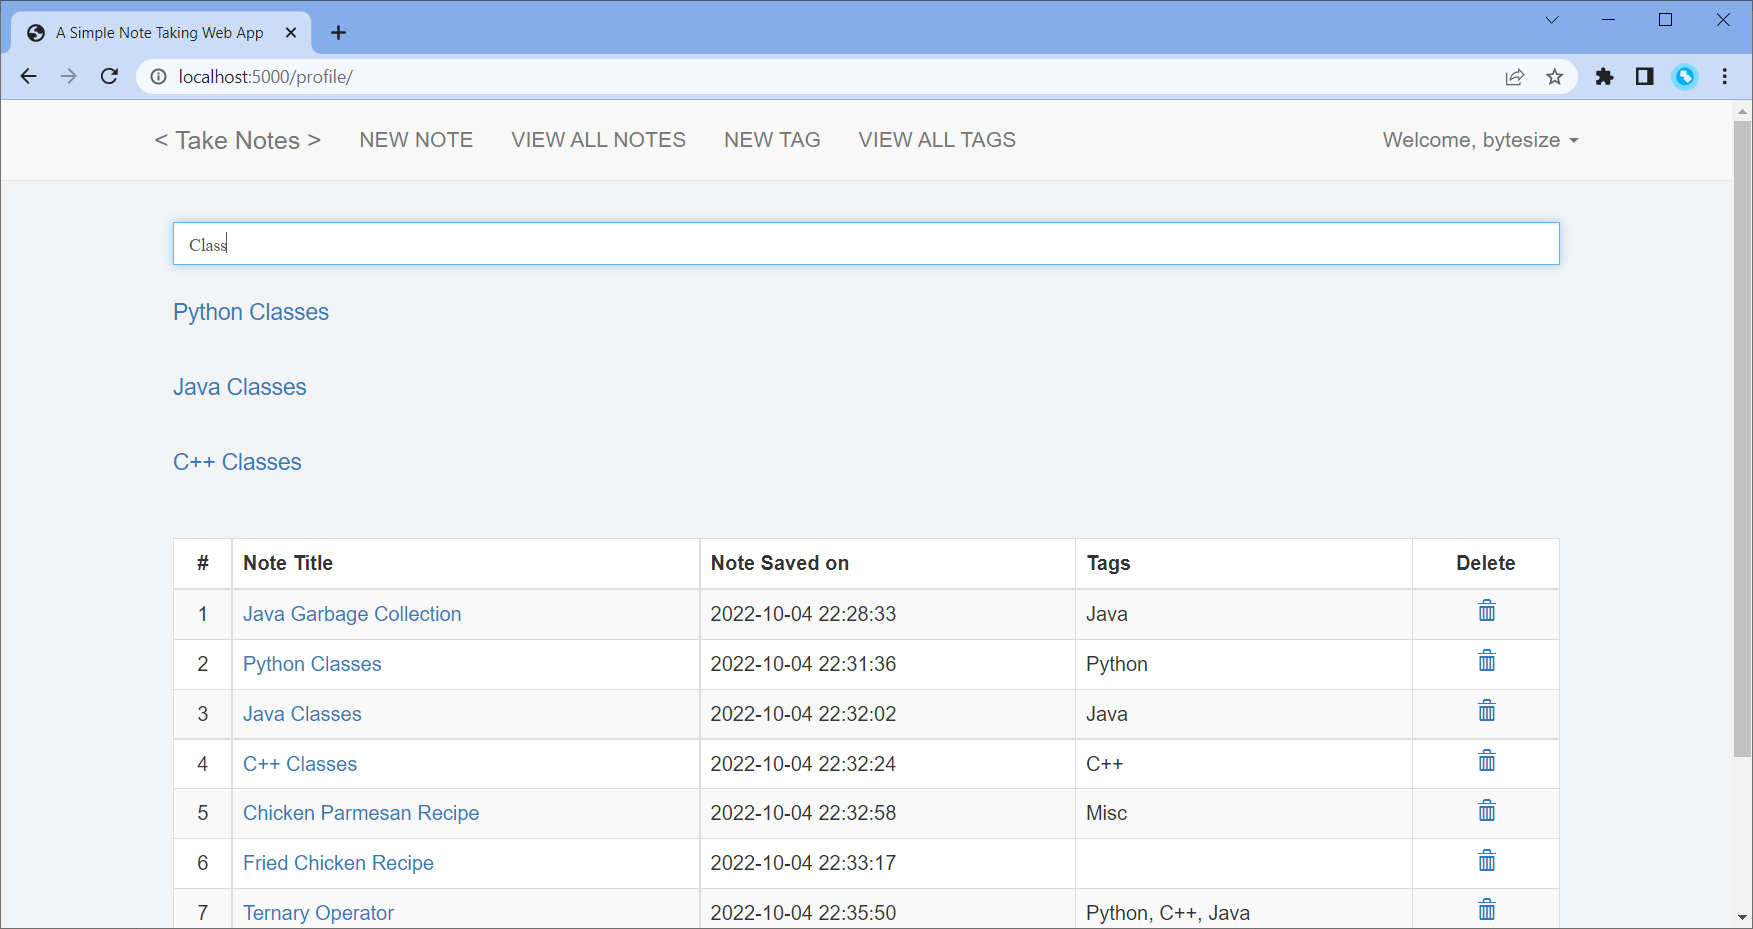 A Simple Note Taking Web App
localhost:5000/profile/
< Take Notes > NEW NOTE VIEW ALL NOTES NEW TAG VIEW ALL TAGS Welcome, bytesize
Class
Python Classes
Java Classes
C++ Classes
# Note Title Note Saved on Tags Delete
1 Java Garbage Collection 2022-10-04 22:28:33 Java
2 Python Classes 2022-10-04 22:31:36 Python
3 Java Classes 2022-10-04 22:32:02 Java
4 C++ Classes 2022-10-04 22:32:24 C++
5 Chicken Parmesan Recipe 2022-10-04 22:32:58 Misc
6 Fried Chicken Recipe 2022-10-04 22:33:17
7 Ternary Operator 2022-10-04 22:35:50 Python, C++, Java